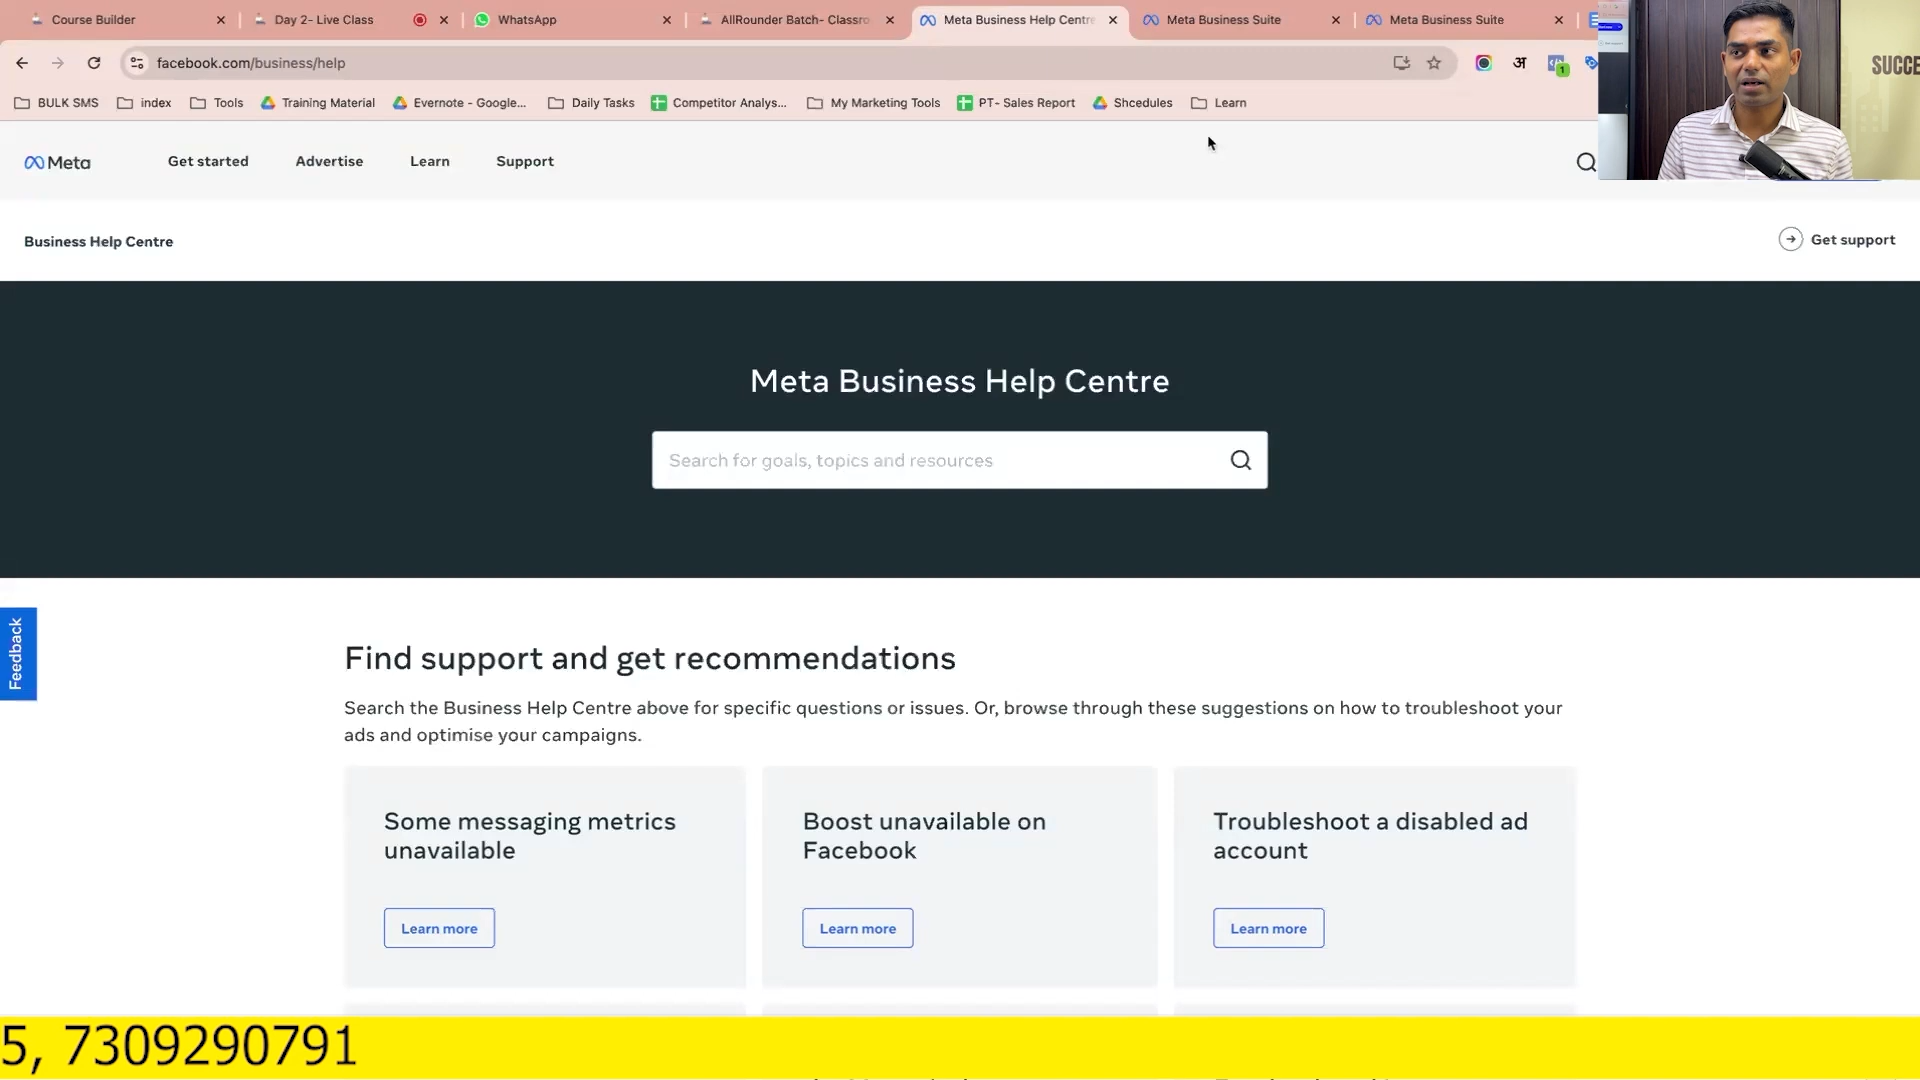 Course Builder
Day 2- Live Class
WhatsApp
AllRounder Batch- Classro
Meta Business Help Centre
Meta Business Suite
Meta Business Suite
facebook.com/business/help
अ
1
BULK SMS
index
Tools
Training Material
Evernote - Google...
Daily Tasks
Competitor Analys...
My Marketing Tools
PT- Sales Report
Shcedules
Learn
SUCCE
Meta
Get started
Advertise
Learn
Support
Business Help Centre
Get support
Meta Business Help Centre
Search for goals, topics and resources
Feedback
Find support and get recommendations
Search the Business Help Centre above for specific questions or issues. Or, browse through these suggestions on how to troubleshoot your
ads and optimise your campaigns.
Some messaging metrics
unavailable
Learn more
Boost unavailable on
Facebook
Learn more
Troubleshoot a disabled ad
account
Learn more
5, 7309290791